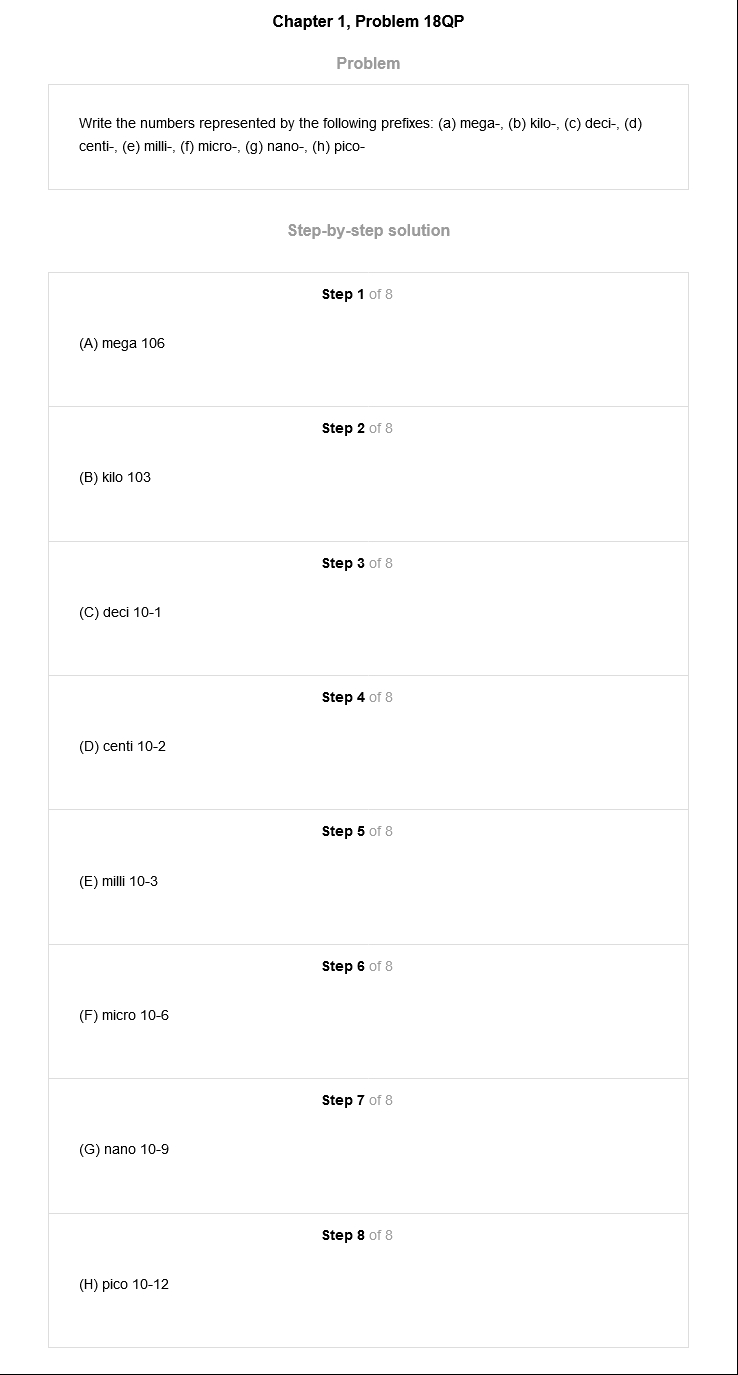 Chapter 1, Problem 18QP
Problem
Write the numbers represented by the following prefixes: (a) mega-, (b) kilo-, (c) deci-, (d)
centi-, (e) milli-, (f) micro-, (g) nano-, (h) pico-
Step-by-step solution
Step 1 of 8
(A) mega 106
Step 2 of 8
(B) kilo 103
Step 3 of 8
(C) deci 10-1
Step 4 of 8
(D) centi 10-2
Step 5 of 8
(E) milli 10-3
Step 6 of 8
(F) micro 10-6
Step 7 of 8
(G) nano 10-9
Step 8 of 8
(H) pico 10-12